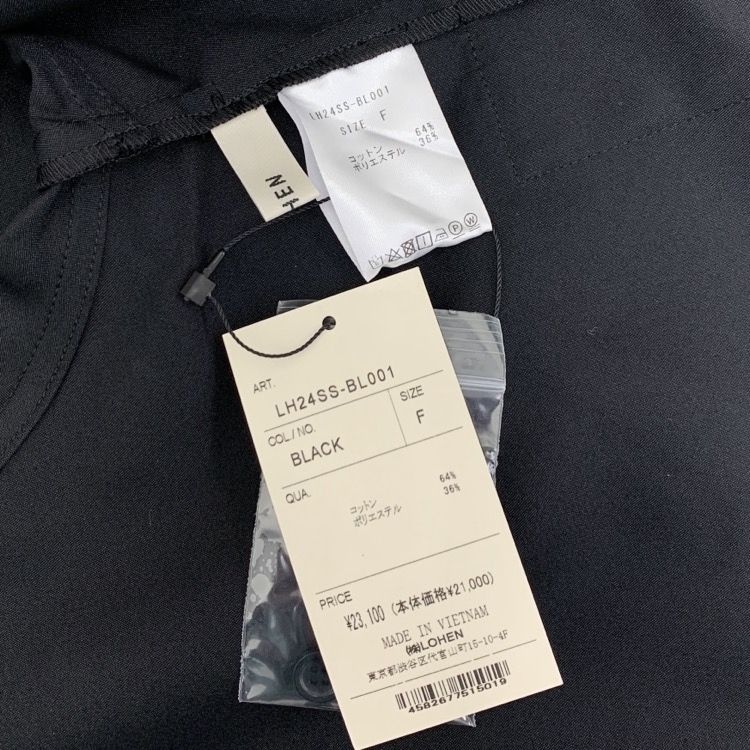 LH24SS-BL001
SIZE F
コットン 64%
ポリエステル 36%
HEN
ART. LH24SS-BL001
COL/NO. BLACK
SIZE F
QUA.
コットン 64%
ポリエステル 36%
PRICE
¥23,100 (本体価格¥21,000)
MADE IN VIETNAM
㈱LOHEN
東京都渋谷区代官山町15-10-4F
4582677515019